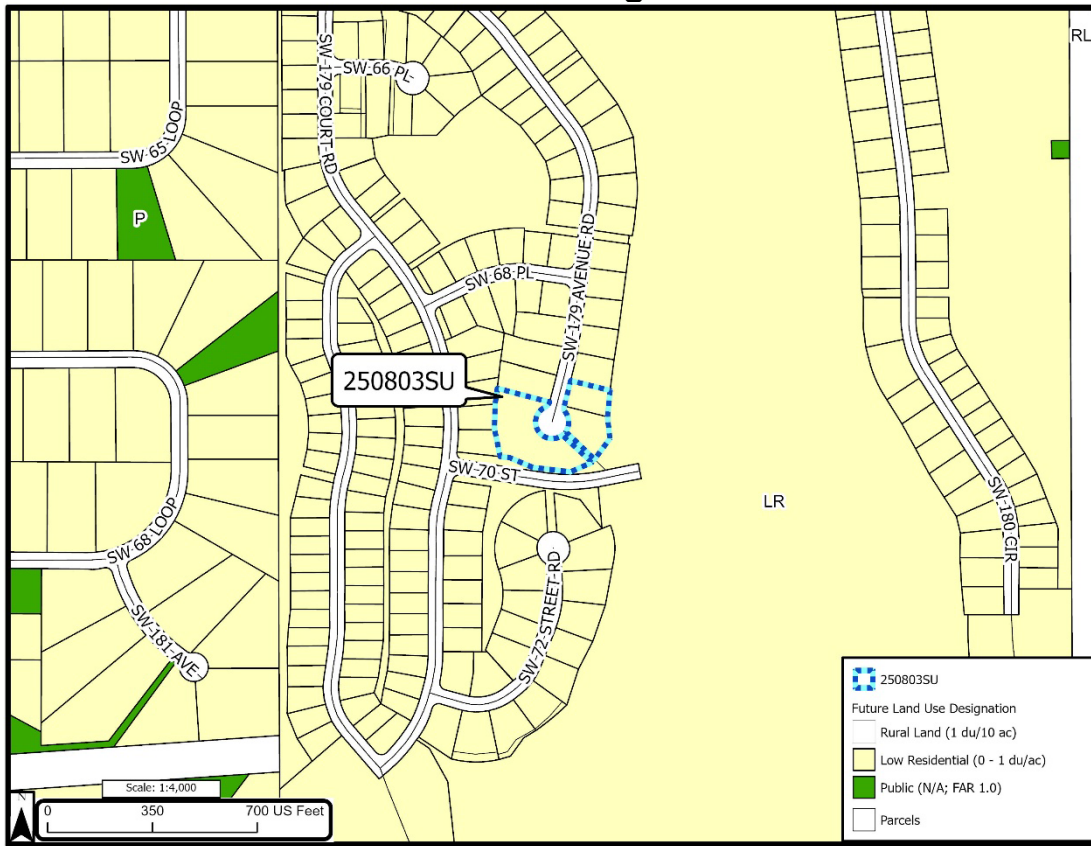 RL
SW 179 COURT RD
SW 66 PL
SW 65 LOOP
P
SW 68 PL
SW 179 AVENUE RD
250803SU
SW 70 ST
LR
SW 180 CIR
SW 68 LOOP
SW 181 AVE
SW 72 STREET RD
250803SU
Future Land Use Designation
Rural Land (1 du/10 ac)
Low Residential (0 - 1 du/ac)
Public (N/A; FAR 1.0)
Parcels
Scale: 1:4,000
N
0 350 700 US Feet